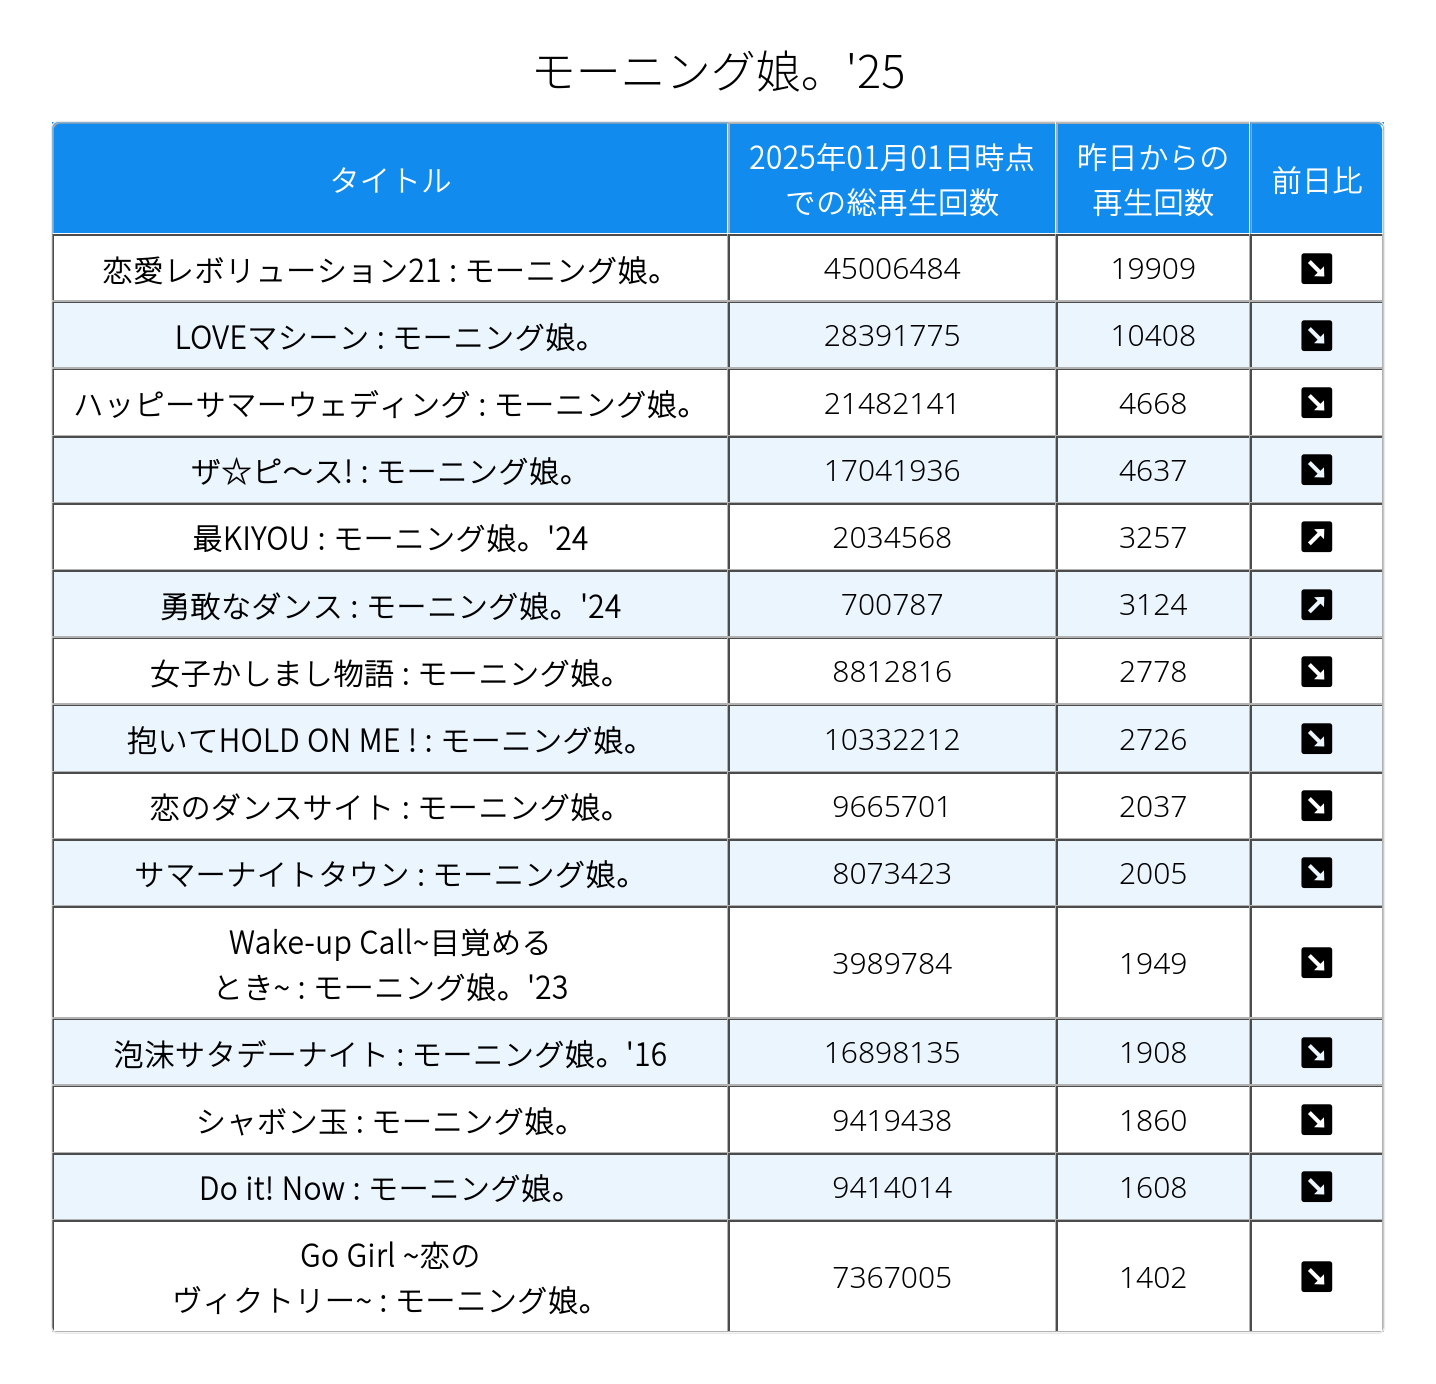 モーニング娘。'25
タイトル
2025年01月01日時点
での総再生回数
昨日からの
再生回数
前日比
恋愛レボリューション21 : モーニング娘。 45006484 19909 ↘
LOVEマシーン : モーニング娘。 28391775 10408 ↘
ハッピーサマーウェディング : モーニング娘。 21482141 4668 ↘
ザ☆ピ〜ス! : モーニング娘。 17041936 4637 ↘
最KIYOU : モーニング娘。'24 2034568 3257 ↗
勇敢なダンス : モーニング娘。'24 700787 3124 ↗
女子かしまし物語 : モーニング娘。 8812816 2778 ↘
抱いてHOLD ON ME ! : モーニング娘。 10332212 2726 ↘
恋のダンスサイト : モーニング娘。 9665701 2037 ↘
サマーナイトタウン : モーニング娘。 8073423 2005 ↘
Wake-up Call~目覚める
とき~ : モーニング娘。'23
3989784 1949 ↘
泡沫サタデーナイト : モーニング娘。'16 16898135 1908 ↘
シャボン玉 : モーニング娘。 9419438 1860 ↘
Do it! Now : モーニング娘。 9414014 1608 ↘
Go Girl ~恋の
ヴィクトリー~ : モーニング娘。
7367005 1402 ↘